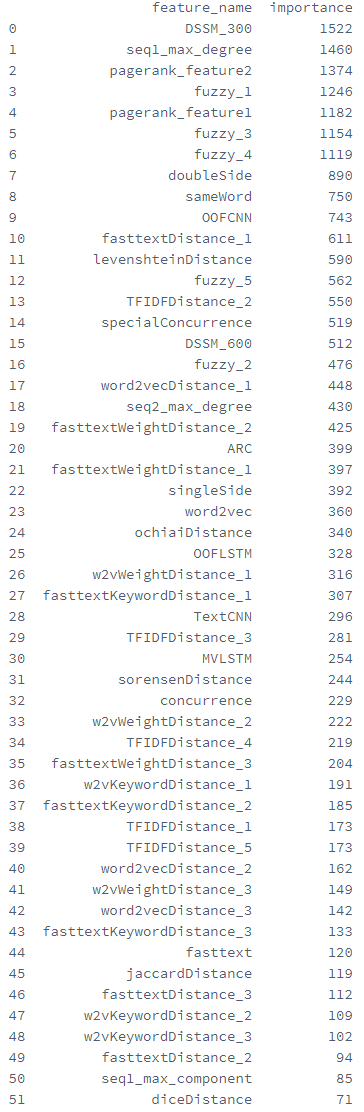 feature_name importance
0 DSSM_300 1522
1 seq1_max_degree 1460
2 pagerank_feature2 1374
3 fuzzy_1 1246
4 pagerank_feature1 1182
5 fuzzy_3 1154
6 fuzzy_4 1119
7 doubleSide 890
8 sameWord 750
9 OOFCNN 743
10 fasttextDistance_1 611
11 levenshteinDistance 590
12 fuzzy_5 562
13 TFIDFDistance_2 550
14 specialConcurrence 519
15 DSSM_600 512
16 fuzzy_2 476
17 word2vecDistance_1 448
18 seq2_max_degree 430
19 fasttextWeightDistance_2 425
20 ARC 399
21 fasttextWeightDistance_1 397
22 singleSide 392
23 word2vec 360
24 ochiaiDistance 340
25 OOFLSTM 328
26 w2vWeightDistance_1 316
27 fasttextKeywordDistance_1 307
28 TextCNN 296
29 TFIDFDistance_3 281
30 MVLSTM 254
31 sorensenDistance 244
32 concurrence 229
33 w2vWeightDistance_2 222
34 TFIDFDistance_4 219
35 fasttextWeightDistance_3 204
36 w2vKeywordDistance_1 191
37 fasttextKeywordDistance_2 185
38 TFIDFDistance_1 173
39 TFIDFDistance_5 173
40 word2vecDistance_2 162
41 w2vWeightDistance_3 149
42 word2vecDistance_3 142
43 fasttextKeywordDistance_3 133
44 fasttext 120
45 jaccardDistance 119
46 fasttextDistance_3 112
47 w2vKeywordDistance_2 109
48 w2vKeywordDistance_3 102
49 fasttextDistance_2 94
50 seq1_max_component 85
51 diceDistance 71